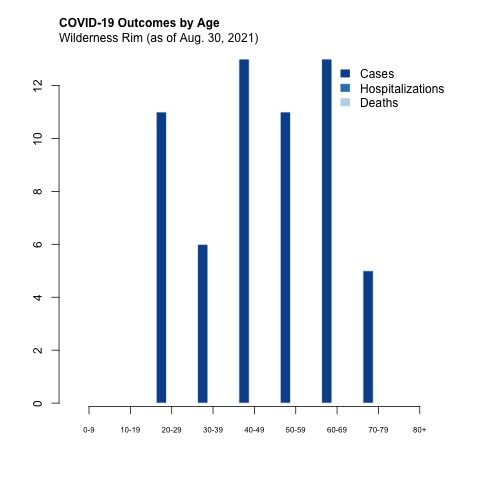 COVID-19 Outcomes by Age
Wilderness Rim (as of Aug. 30, 2021)
Cases
Hospitalizations
Deaths
12
10
8
6
4
2
0
0-9 10-19 20-29 30-39 40-49 50-59 60-69 70-79 80+